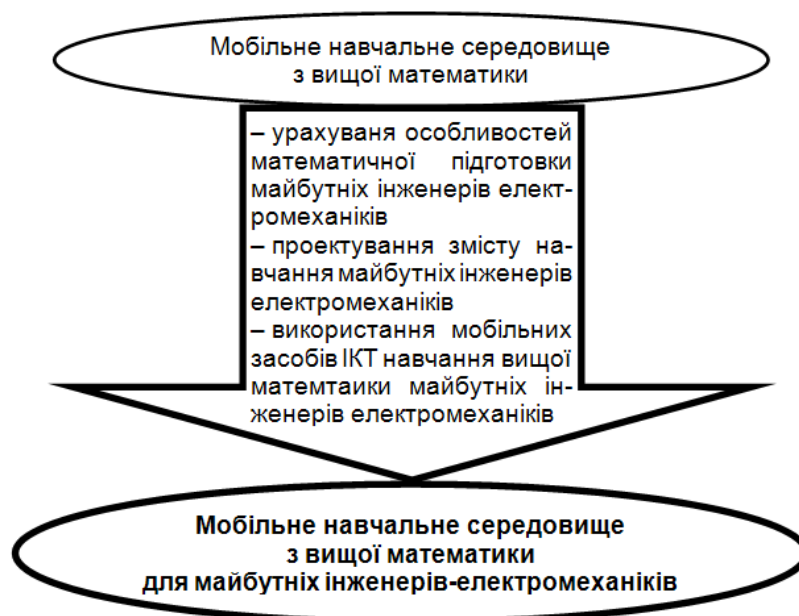 Мобільне навчальне середовище
з вищої математики
– урахуваня особливостей
математичної підготовки
майбутніх інженерів елект-
ромеханіків
– проектування змісту на-
вчання майбутніх інженерів
електромеханіків
– використання мобільних
засобів ІКТ навчання вищої
матемтаики майбутніх ін-
женерів електромеханіків
Мобільне навчальне середовище
з вищої математики
для майбутніх інженерів-електромеханіків